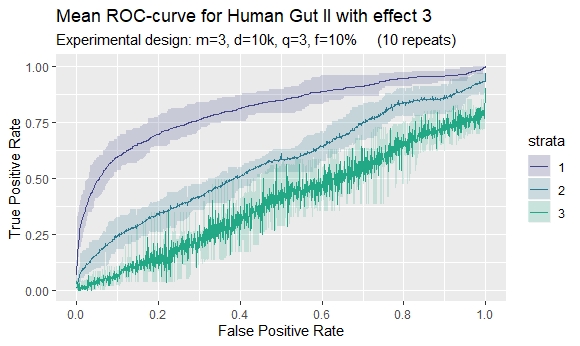 Mean ROC-curve for Human Gut II with effect 3
Experimental design: m=3, d=10k, q=3, f=10% (10 repeats)
1.00
0.75
0.50
0.25
0.00
True Positive Rate
0.0 0.2 0.4 0.6 0.8 1.0
False Positive Rate
strata
1
2
3